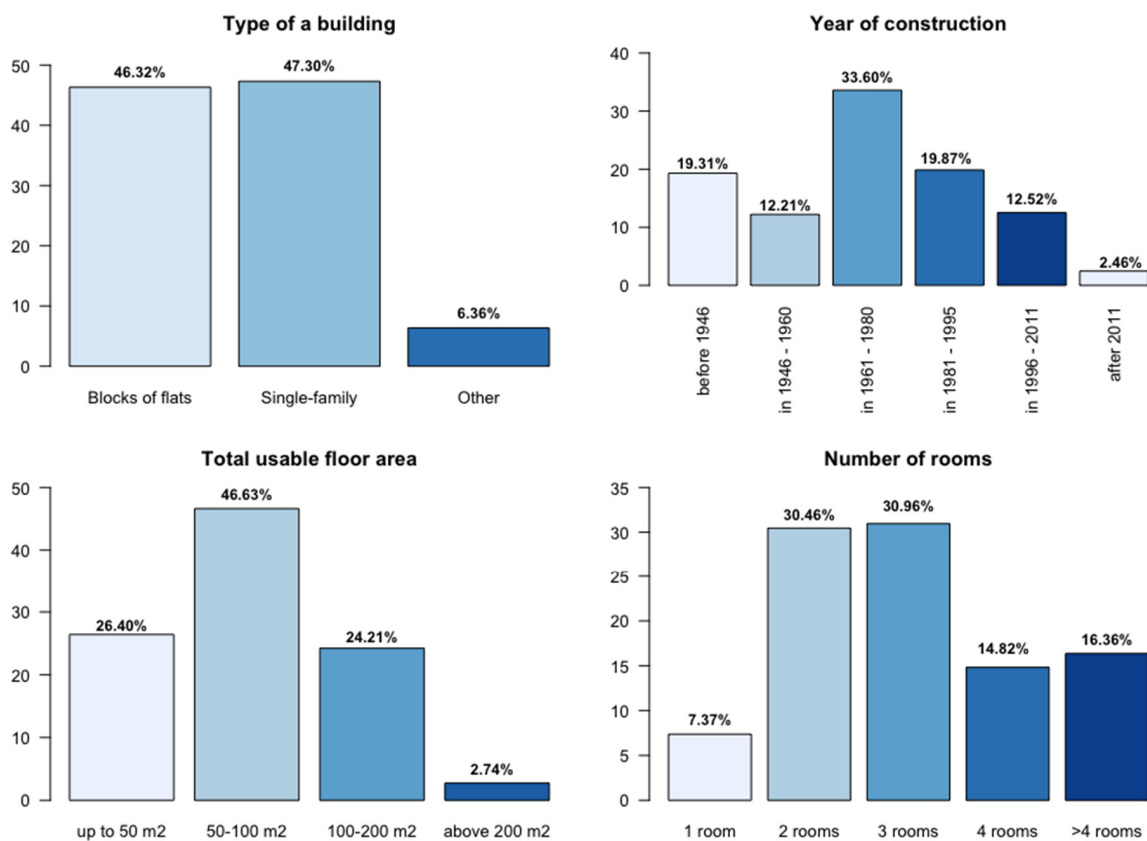 Type of a building
50
40
30
20
10
0
46.32%
47.30%
6.36%
Blocks of flats
Single-family
Other
Year of construction
40
30
20
10
0
19.31%
12.21%
33.60%
19.87%
12.52%
2.46%
before 1946
in 1946 - 1960
in 1961 - 1980
in 1981 - 1995
in 1996 - 2011
after 2011
Total usable floor area
50
40
30
20
10
0
26.40%
46.63%
24.21%
2.74%
up to 50 m2
50-100 m2
100-200 m2
above 200 m2
Number of rooms
35
30
25
20
15
10
5
0
7.37%
30.46%
30.96%
14.82%
16.36%
1 room
2 rooms
3 rooms
4 rooms
>4 rooms